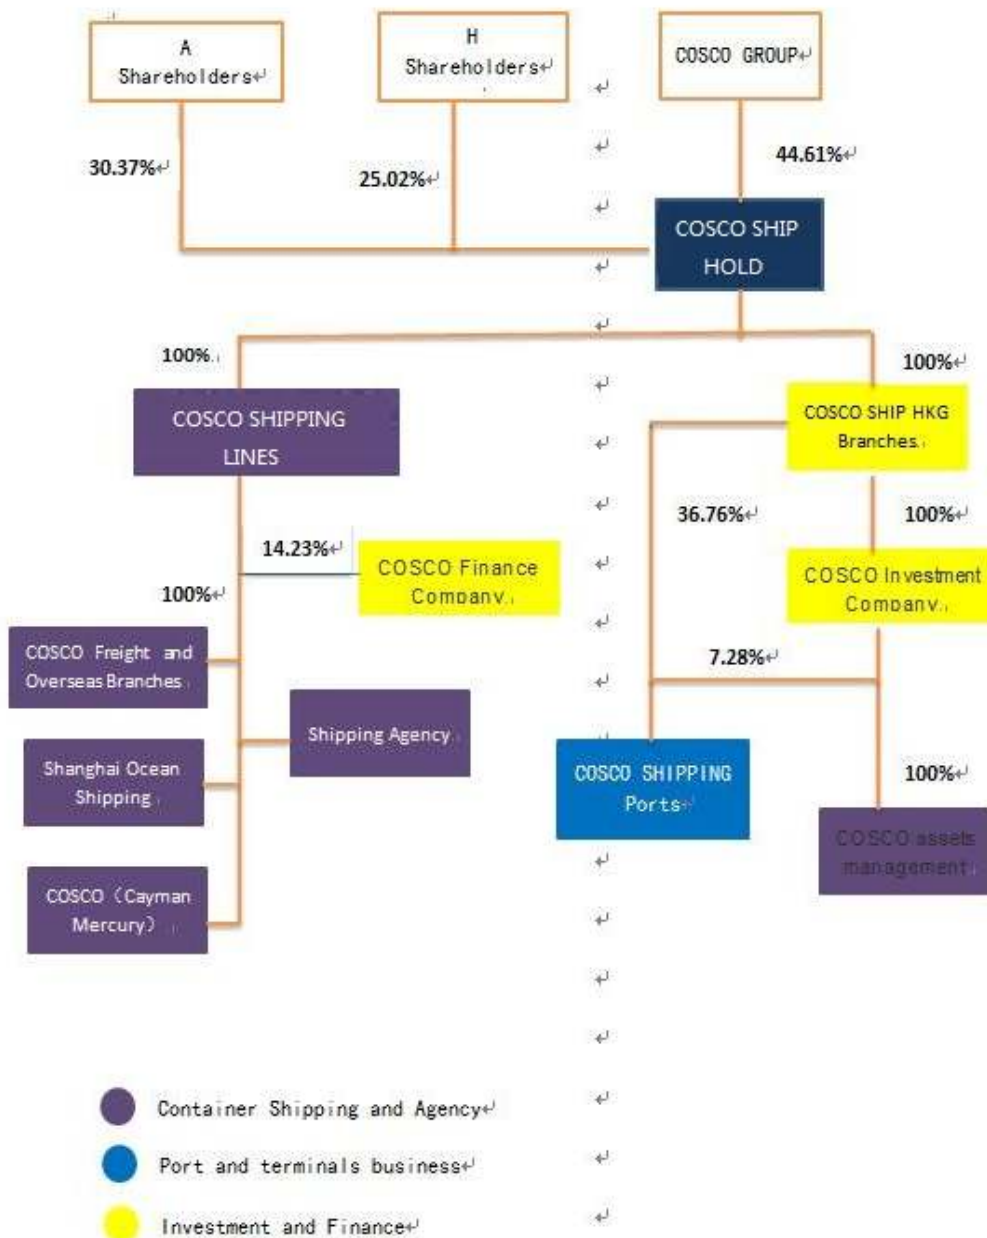 A
Shareholders↵
H
Shareholders↵
COSCO GROUP↵
30.37%↵
25.02%↵
44.61%↵
COSCO SHIP
HOLD
100%
100%↵
COSCO SHIPPING
LINES
COSCO SHIP HKG
Branches
14.23%↵
36.76%↵
100%↵
COSCO Finance
Company
COSCO Investment
Company
100%↵
COSCO Freight and
Overseas Branches
7.28%↵
Shipping Agency
Shanghai Ocean
Shipping
COSCO SHIPPING
Ports↵
100%↵
COSCO assets
management
COSCO（Cayman
Mercury）
Container Shipping and Agency↵
Port and terminals business↵
Investment and Finance↵